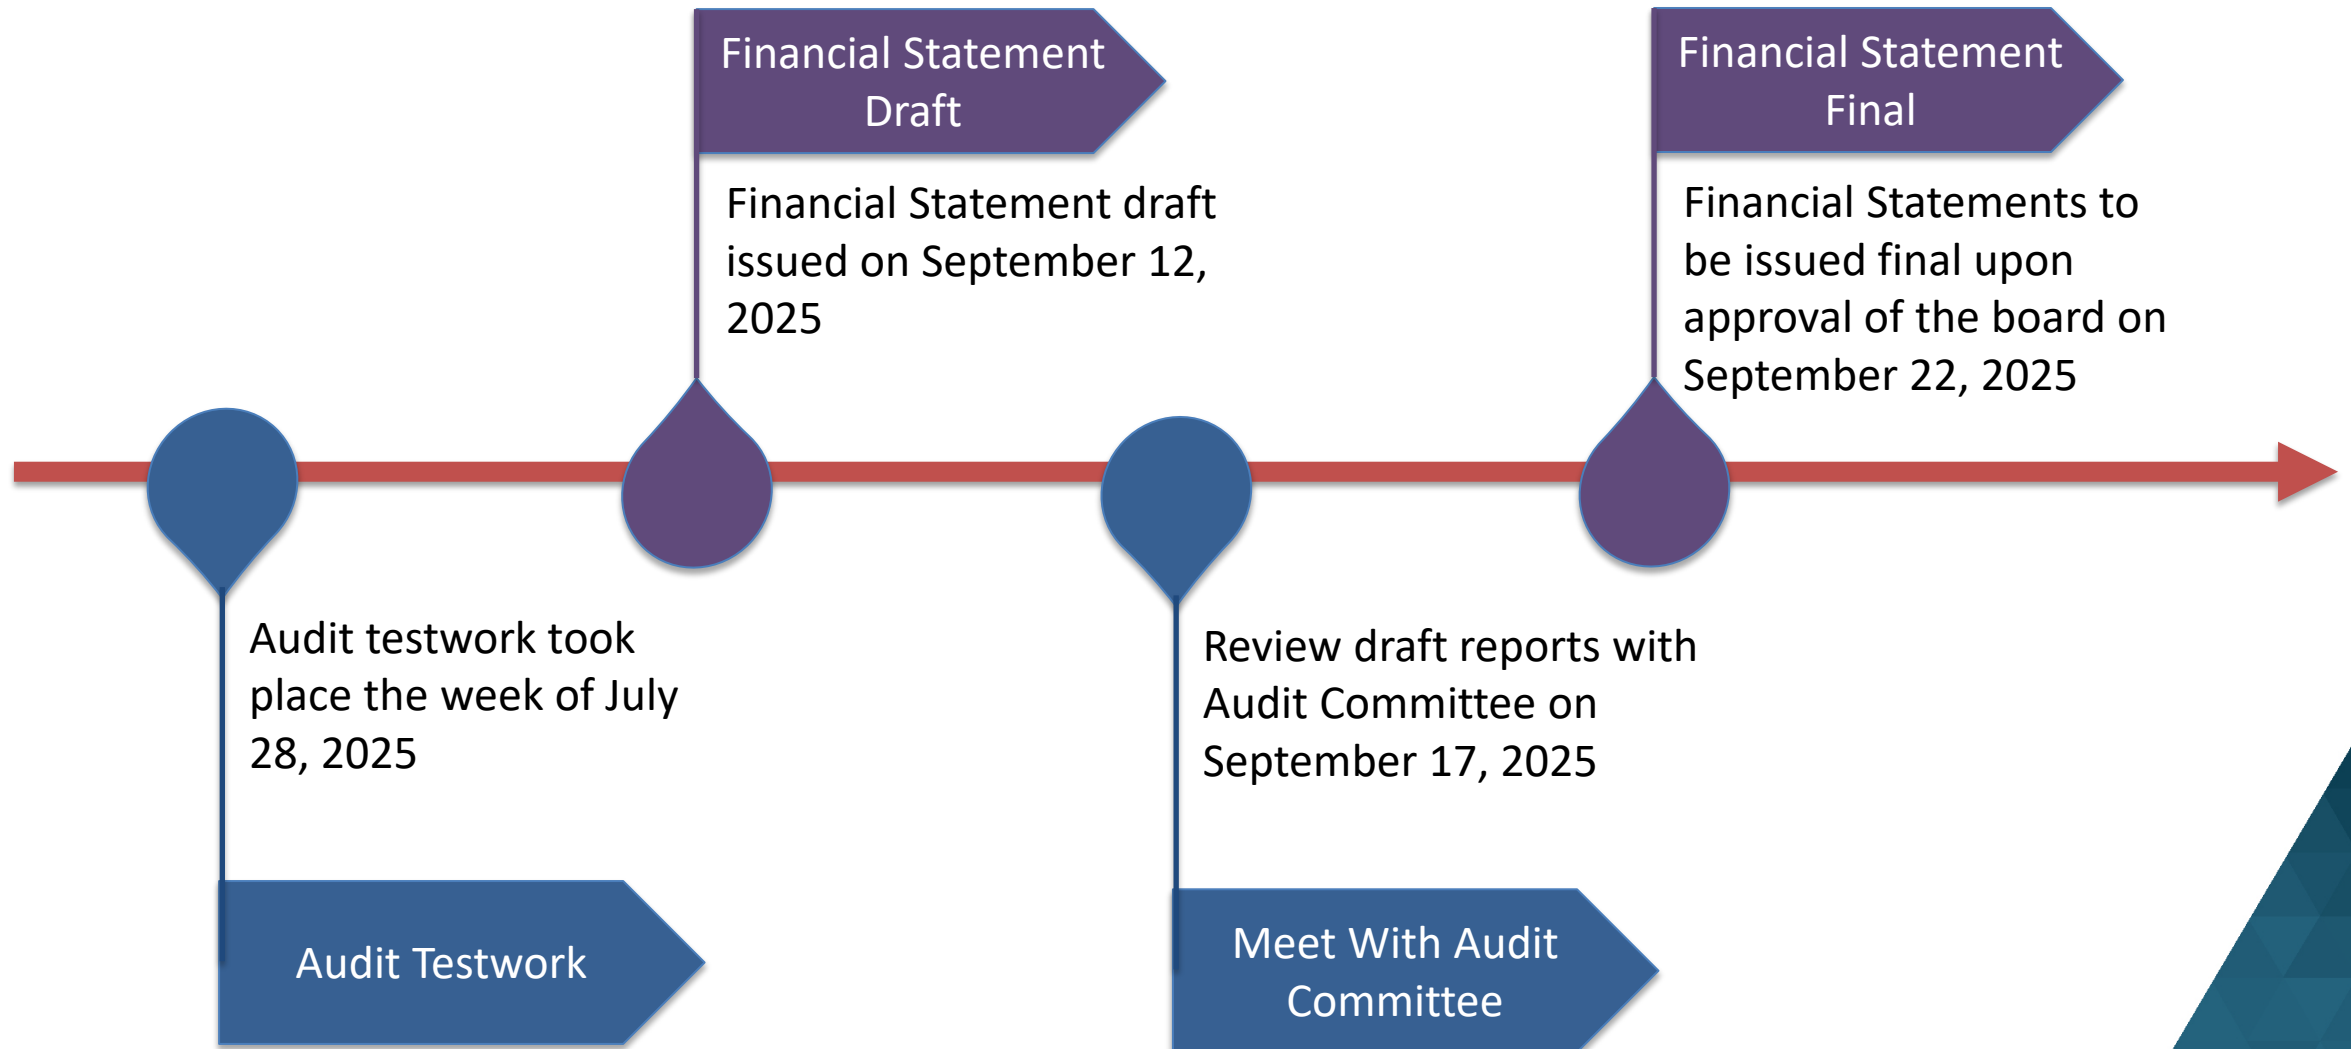 Financial Statement
Draft
Financial Statement draft
issued on September 12,
2025
Financial Statement
Final
Financial Statements to
be issued final upon
approval of the board on
September 22, 2025
Audit testwork took
place the week of July
28, 2025
Audit Testwork
Review draft reports with
Audit Committee on
September 17, 2025
Meet With Audit
Committee